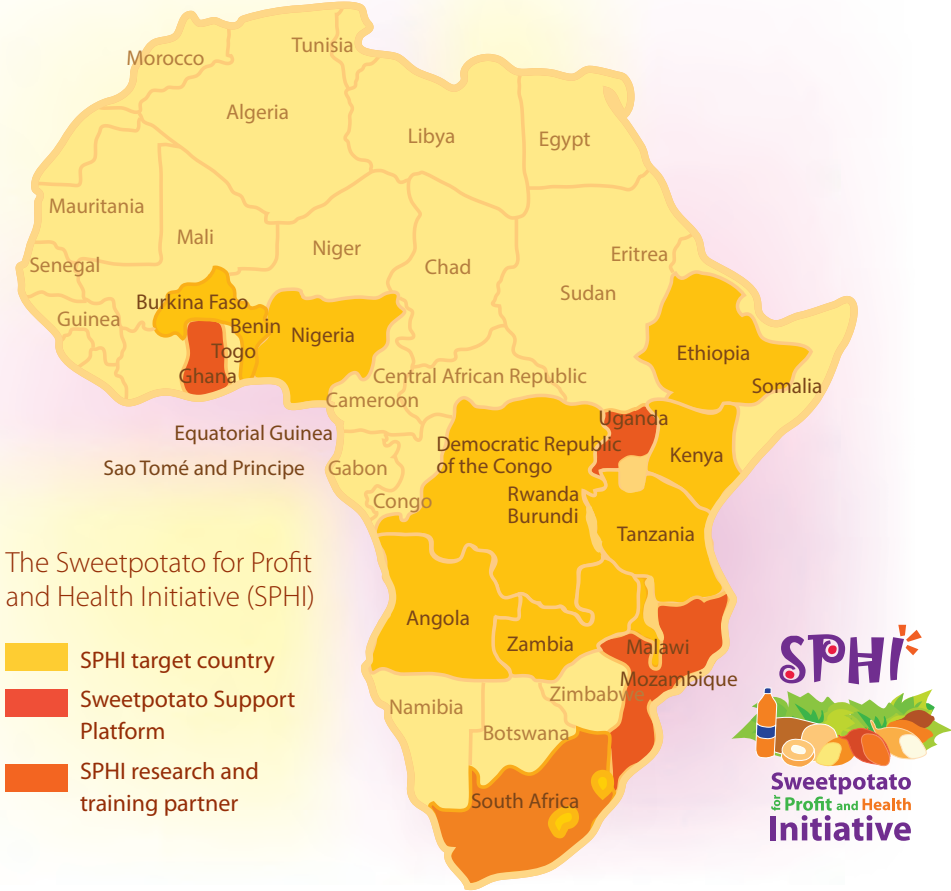 Tunisia
Morocco
Algeria
Libya
Egypt
Mauritania
Mali
Niger
Chad
Eritrea
Senegal
Sudan
Burkina Faso
Guinea
Benin
Nigeria
Togo
Ethiopia
Ghana
Central African Republic
Somalia
Cameroon
Uganda
Equatorial Guinea
Democratic Republic
of the Congo
Kenya
Sao Tomé and Principe
Gabon
Rwanda
Burundi
Congo
Tanzania
The Sweetpotato for Profit
and Health Initiative (SPHI)
Angola
Zambia
Malawi
Mozambique
Zimbabwe
Namibia
Botswana
South Africa
SPHI target country
Sweetpotato Support
Platform
SPHI research and
training partner
SPHI
Sweetpotato
for Profit and Health
Initiative